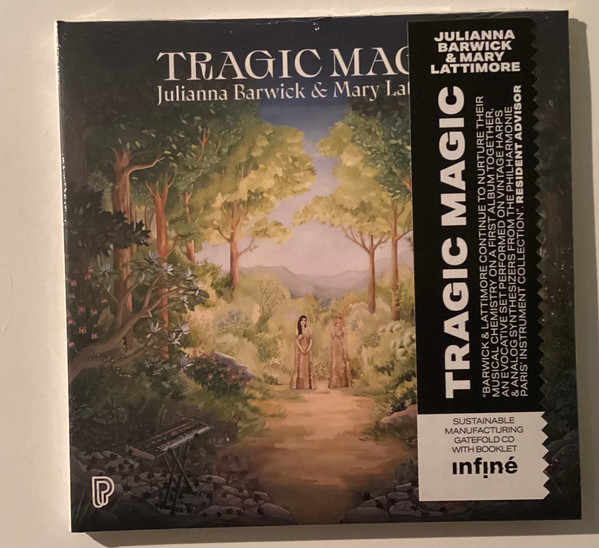 TRAGIC MAG
Julianna Barwick & Mary Lat
JULIANNA
BARWICK
& MARY
LATTIMORE
TRAGIC MAGIC
"BARWICK & LATTIMORE CONTINUE TO NURTURE THEIR
MUSICAL CHEMISTRY ON A FIRST ALBUM TOGETHER,
AN EVOCATIVE SET PERFORMED ON VINTAGE HARPS
& ANALOG SYNTHESIZERS FROM THE PHILHARMONIE
PARIS' INSTRUMENT COLLECTION". RESIDENT ADVISOR
SUSTAINABLE
MANUFACTURING
GATEFOLD CD
WITH BOOKLET
infiné